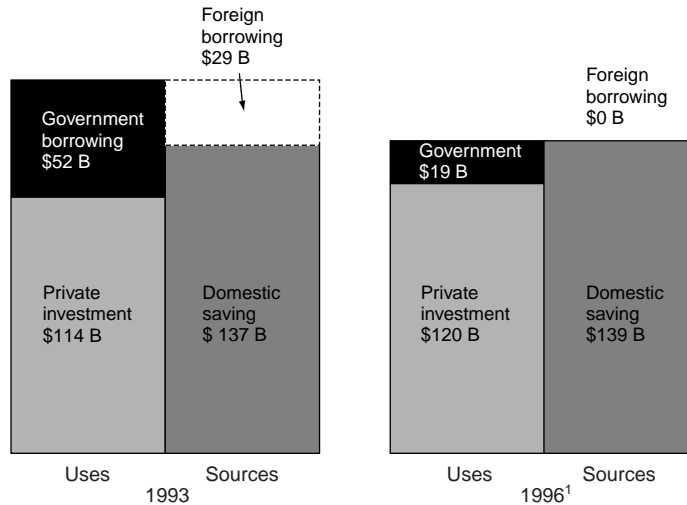 Foreign
borrowing
$29 B
Government
borrowing
$52 B
Private
investment
$114 B
Domestic
saving
$ 137 B
Uses
Sources
1993
Foreign
borrowing
$0 B
Government
$19 B
Private
investment
$120 B
Domestic
saving
$139 B
Uses
Sources
1996¹